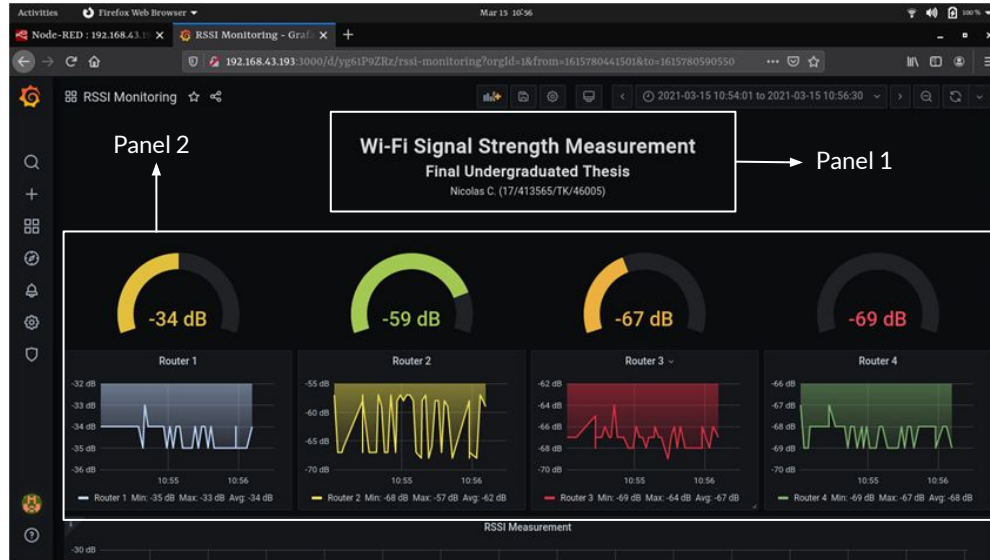 Activities
Firefox Web Browser
Mar 15 10:56
100 %
Node-RED : 192.168.43.19
RSSI Monitoring - Grafa
192.168.43.193:3000/d/yg61P9ZRz/rssi-monitoring?orgId=1&from=1615780441501&to=1615780590550
RSSI Monitoring
2021-03-15 10:54:01 to 2021-03-15 10:56:30
Panel 2
Wi-Fi Signal Strength Measurement
Final Undergraduated Thesis
Nicolas C. (17/413565/TK/46005)
Panel 1
-34 dB
-59 dB
-67 dB
-69 dB
Router 1
-32 dB
-33 dB
-34 dB
-35 dB
-36 dB
10:55
10:56
Router 1 Min: -35 dB Max: -33 dB Avg: -34 dB
Router 2
-55 dB
-60 dB
-65 dB
-70 dB
10:55
10:56
Router 2 Min: -68 dB Max: -57 dB Avg: -62 dB
Router 3
-62 dB
-64 dB
-66 dB
-68 dB
-70 dB
10:55
10:56
Router 3 Min: -69 dB Max: -64 dB Avg: -67 dB
Router 4
-66 dB
-67 dB
-68 dB
-69 dB
-70 dB
10:55
10:56
Router 4 Min: -69 dB Max: -67 dB Avg: -68 dB
RSSI Measurement
-30 dB